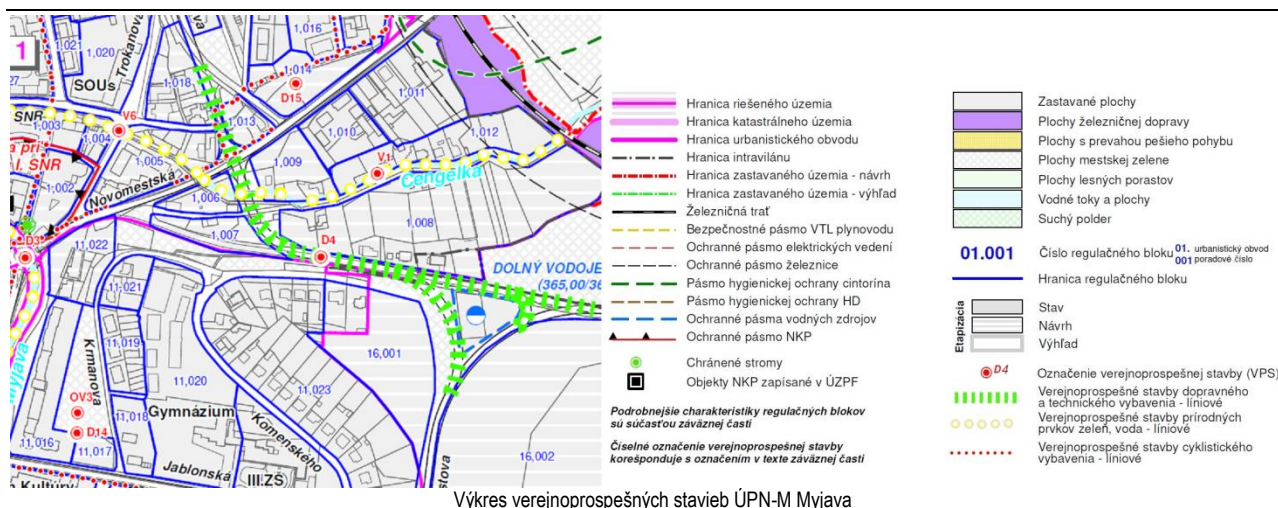 1
1,021
1,020
Trokanova
1,016
SOUs
1,018
1,014
D15
1,011
1,013
V6
SNR
1,003
1,004
1,010
1,012
a pri
I. SNR
1,005
1,009
V1
Čengelka
1,002
Novomestská
1,006
1,008
D3
11,022
1,007
D4
DOLNÝ VODOJE
(365,00/36
11,021
16,001
Myjava
Krmanova
11,019
11,020
11,023
OV3
Gymnázium
Komenského
D14
11,018
11,016
11,017
Jablonská
III.ZŠ
16,002
Kultúry
Hranica riešeného územia
Hranica katastrálneho územia
Hranica urbanistického obvodu
Hranica intravilánu
Hranica zastavaného územia - návrh
Hranica zastavaného územia - výhľad
Železničná trať
Bezpečnostné pásmo VTL plynovodu
Ochranné pásmo elektrických vedení
Ochranné pásmo železnice
Pásmo hygienickej ochrany cintorína
Pásmo hygienickej ochrany HD
Ochranné pásma vodných zdrojov
Ochranné pásmo NKP
Chránené stromy
Objekty NKP zapísané v ÚZPF
Podrobnejšie charakteristiky regulačných blokov
sú súčasťou záväznej časti
Číselné označenie verejnoprospešnej stavby
korešponduje s označením v texte záväznej časti
Zastavané plochy
Plochy železničnej dopravy
Plochy s prevahou pešieho pohybu
Plochy mestskej zelene
Plochy lesných porastov
Vodné toky a plochy
Suchý polder
01.001 Číslo regulačného bloku 01. urbanistický obvod
001 poradové číslo
Hranica regulačného bloku
Etapizácia
Stav
Návrh
Výhľad
D4 Označenie verejnoprospešnej stavby (VPS)
Verejnoprospešné stavby dopravného
a technického vybavenia - líniové
Verejnoprospešné stavby prírodných
prvkov zeleň, voda - líniové
Verejnoprospešné stavby cyklistického
vybavenia - líniové
Výkres verejnoprospešných stavieb ÚPN-M Myjava